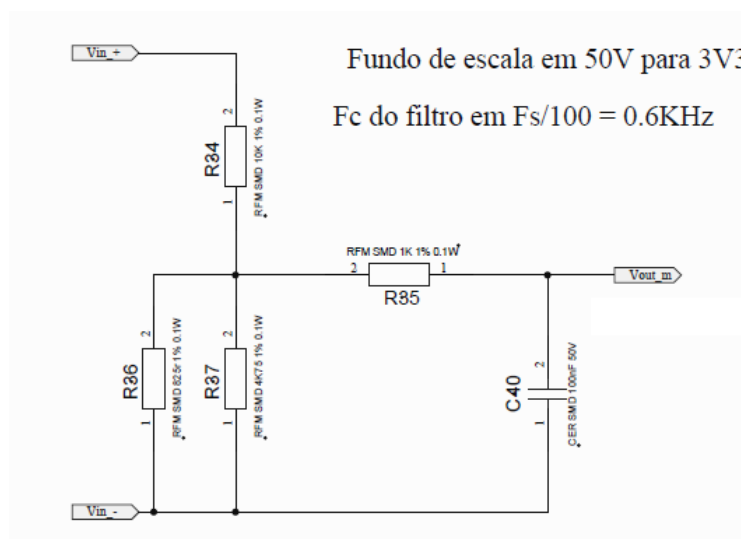 Vin_+
Fundo de escala em 50V para 3V3
Fc do filtro em Fs/100 = 0.6KHz
2
R34
RFM SMD 10K 1% 0.1W
1
RFM SMD 1K 1% 0.1W
2
1
R35
Vout_m
2
R36
RFM SMD 825r 1% 0.1W
1
2
R37
RFM SMD 4K75 1% 0.1W
1
2
C40
CER SMD 100nF 50V
1
Vin_-